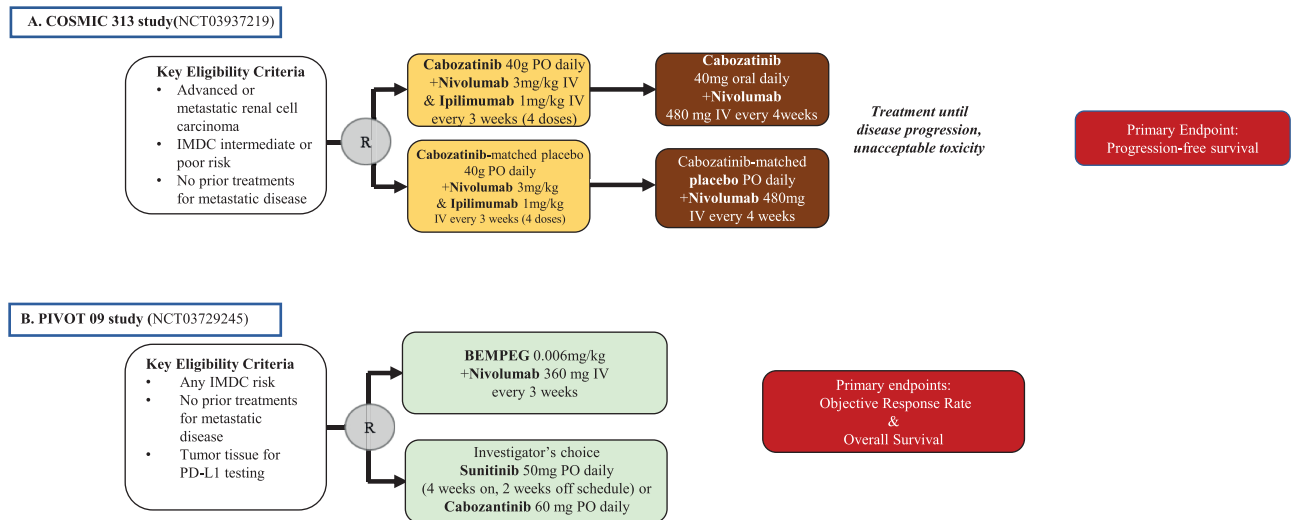 A. COSMIC 313 study(NCT03937219)
Key Eligibility Criteria
• Advanced or
metastatic renal cell
carcinoma
• IMDC intermediate or
poor risk
• No prior treatments
for metastatic disease
R
Cabozatinib 40g PO daily
+Nivolumab 3mg/kg IV
& Ipilimumab 1mg/kg IV
every 3 weeks (4 doses)
Cabozatinib-matched placebo
40g PO daily
+Nivolumab 3mg/kg
& Ipilimumab 1mg/kg
IV every 3 weeks (4 doses)
Cabozatinib
40mg oral daily
+Nivolumab
480 mg IV every 4weeks
Cabozatinib-matched
placebo PO daily
+Nivolumab 480mg
IV every 4 weeks
Treatment until
disease progression,
unacceptable toxicity
Primary Endpoint:
Progression-free survival
B. PIVOT 09 study (NCT03729245)
Key Eligibility Criteria
• Any IMDC risk
• No prior treatments
for metastatic
disease
• Tumor tissue for
PD-L1 testing
R
BEMPEG 0.006mg/kg
+Nivolumab 360 mg IV
every 3 weeks
Investigator’s choice
Sunitinib 50mg PO daily
(4 weeks on, 2 weeks off schedule) or
Cabozantinib 60 mg PO daily
Primary endpoints:
Objective Response Rate
&
Overall Survival